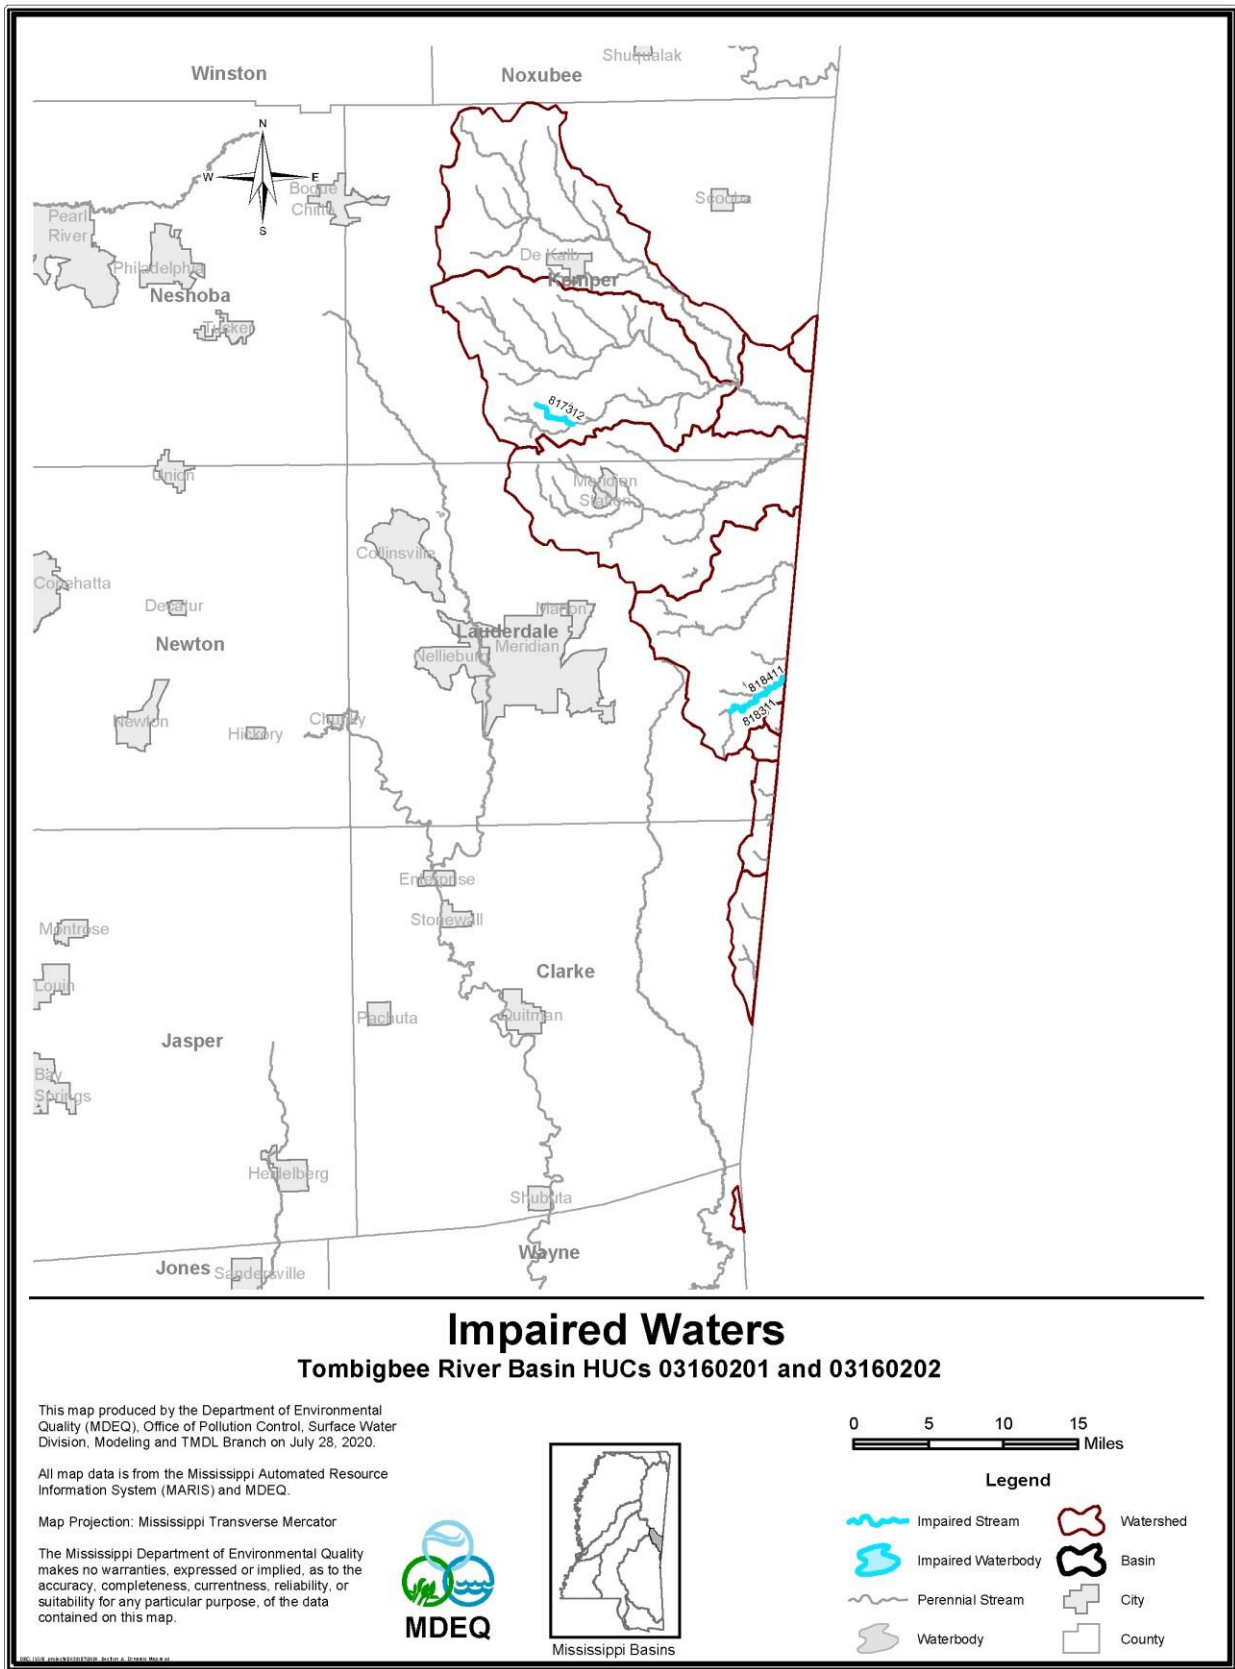 Shuqualak
Winston
Noxubee
N
W
E
S
Bogue
Chitto
Scooba
Pearl
River
Philadelphia
De Kalb
Kemper
Neshoba
Tucker
817312
Union
Meridian
Station
Collinsville
Conehatta
Decatur
Marion
Lauderdale
Newton
Meridian
Nellieburg
818411
818311
Newton
Chunky
Hickory
Enterprise
Stonewall
Montrose
Clarke
Louin
Pachuta
Quitman
Jasper
Bay
Springs
Heidelberg
Shubuta
Wayne
Jones
Sandersville
Impaired Waters
Tombigbee River Basin HUCs 03160201 and 03160202
This map produced by the Department of Environmental
Quality (MDEQ), Office of Pollution Control, Surface Water
Division, Modeling and TMDL Branch on July 28, 2020.
All map data is from the Mississippi Automated Resource
Information System (MARIS) and MDEQ.
Map Projection: Mississippi Transverse Mercator
The Mississippi Department of Environmental Quality
makes no warranties, expressed or implied, as to the
accuracy, completeness, currentness, reliability, or
suitability for any particular purpose, of the data
contained on this map.
MDEQ
Mississippi Basins
0 5 10 15
Miles
Legend
Impaired Stream
Watershed
Impaired Waterbody
Basin
Perennial Stream
City
Waterbody
County